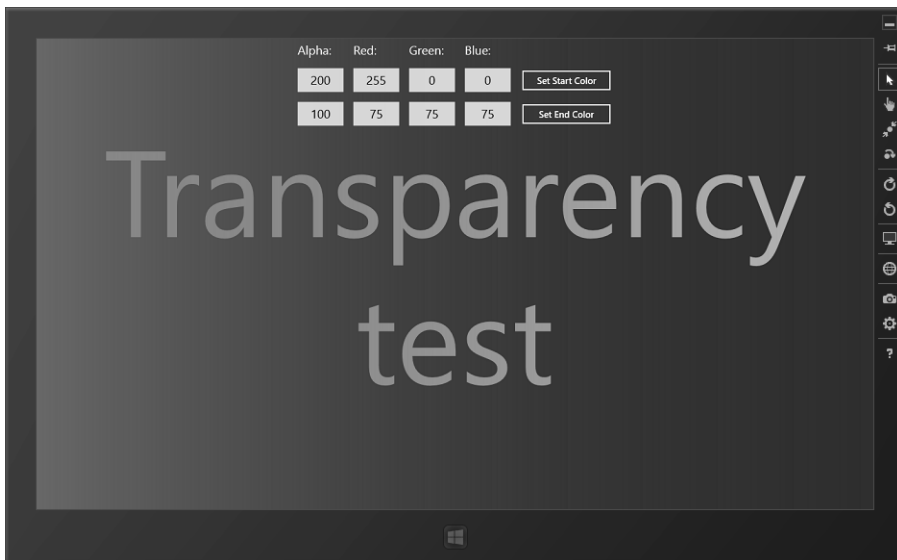 Alpha: Red: Green: Blue:
200 255 0 0 Set Start Color
100 75 75 75 Set End Color
Transparency
test
?